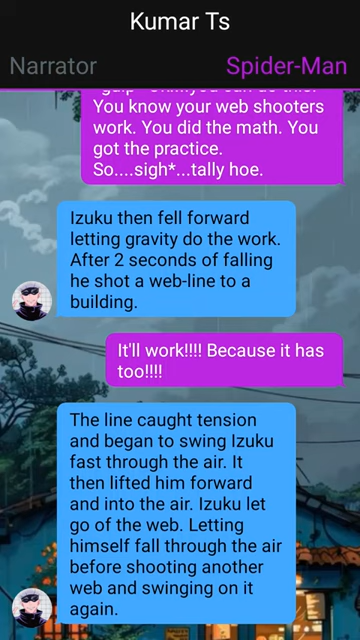 Kumar Ts
Narrator
Spider-Man
You know your web shooters
work. You did the math. You
got the practice.
So....sigh*...tally hoe.
Izuku then fell forward
letting gravity do the work.
After 2 seconds of falling
he shot a web-line to a
building.
It'll work!!!! Because it has
too!!!!
The line caught tension
and began to swing Izuku
fast through the air. It
then lifted him forward
and into the air. Izuku let
go of the web. Letting
himself fall through the air
before shooting another
web and swinging on it
again.